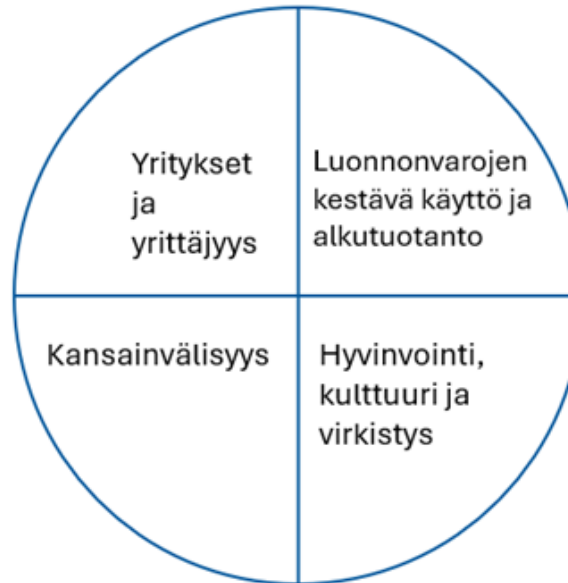 Yritykset
ja
yrittäjyys
Luonnonvarojen
kestävä käyttö ja
alkutuotanto
Kansainvälisyys
Hyvinvointi,
kulttuuri ja
virkistys